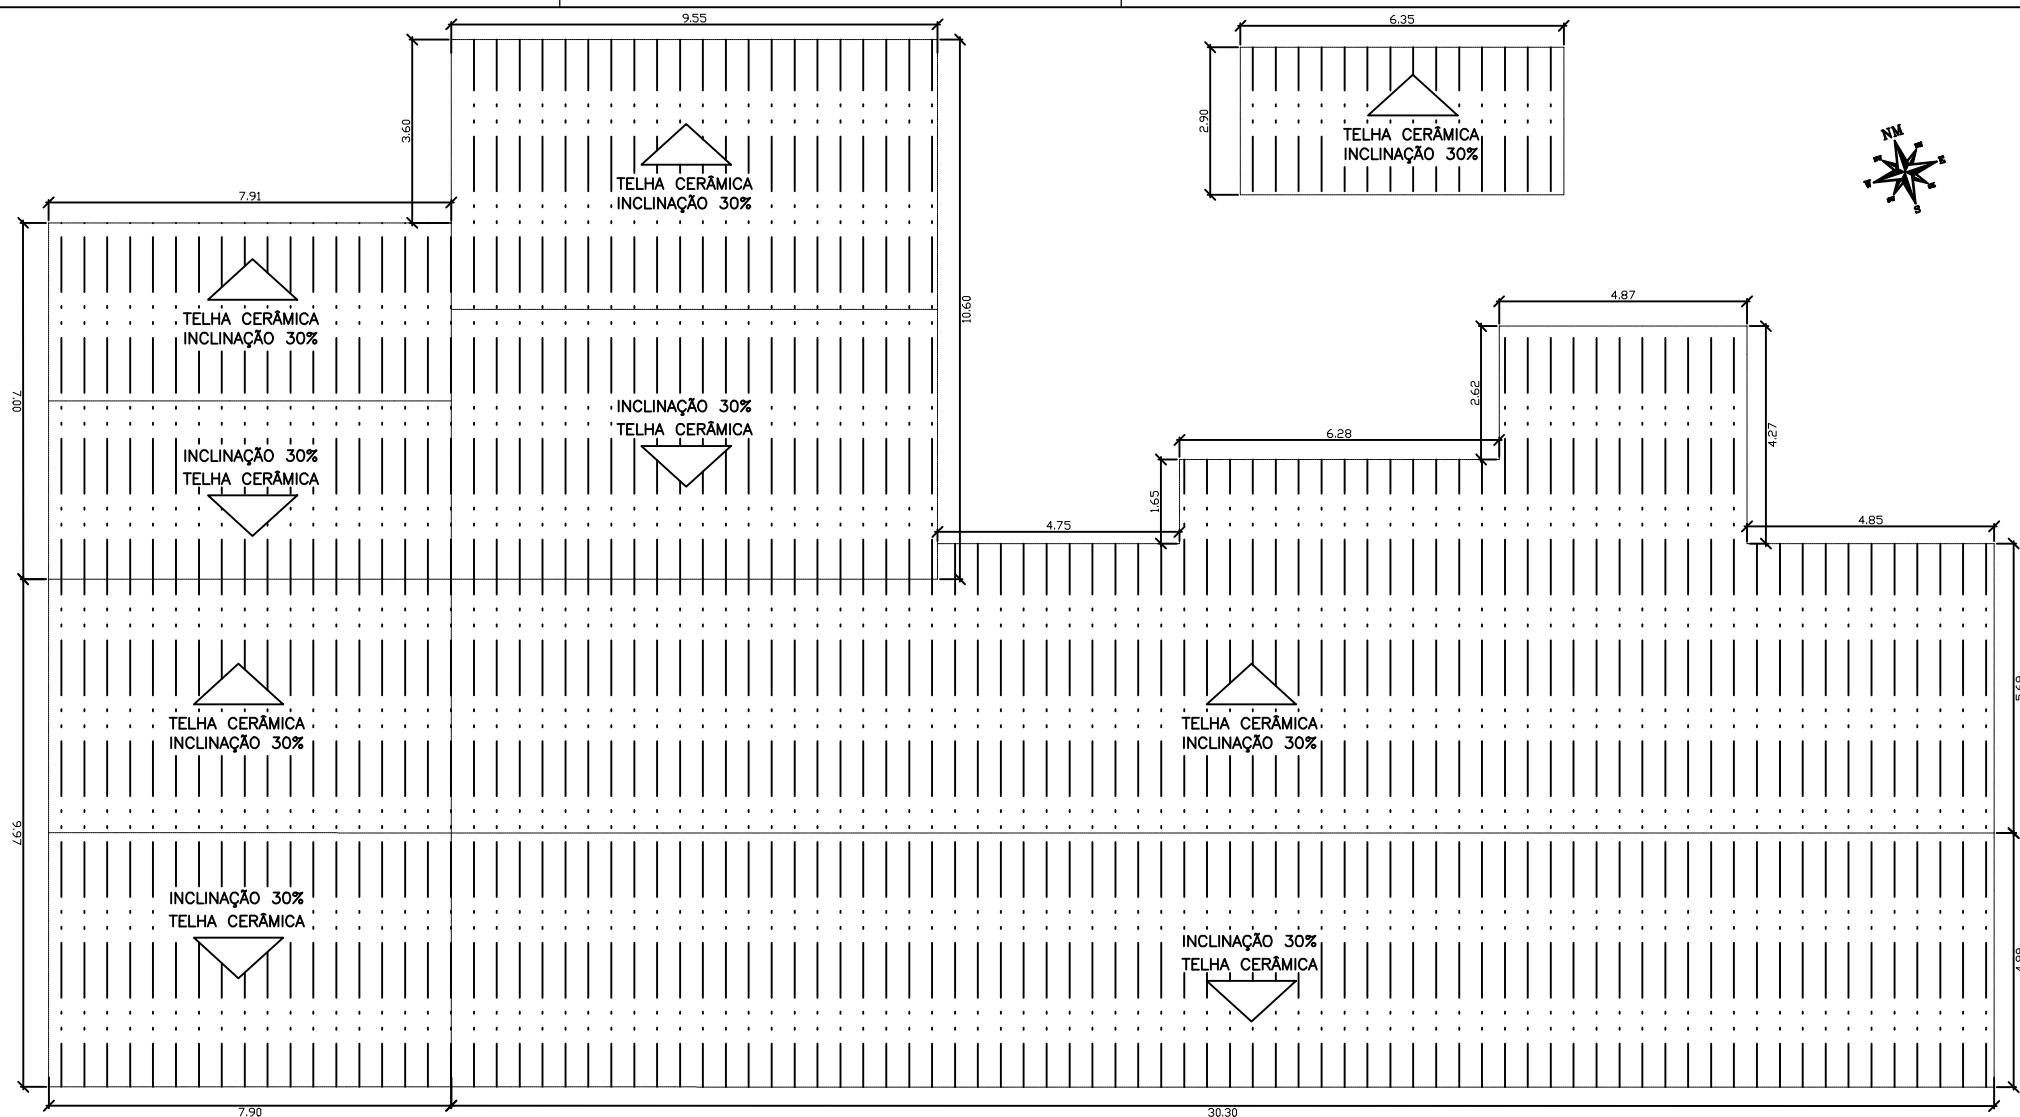 9.55
6.35
3.60
2.90
TELHA CERÂMICA
INCLINAÇÃO 30%
NM
E
S
TELHA CERÂMICA
INCLINAÇÃO 30%
7.91
10.60
4.87
TELHA CERÂMICA
INCLINAÇÃO 30%
7.00
2.62
4.27
INCLINAÇÃO 30%
TELHA CERÂMICA
6.28
INCLINAÇÃO 30%
TELHA CERÂMICA
1.65
4.75
4.85
5.69
TELHA CERÂMICA
INCLINAÇÃO 30%
TELHA CERÂMICA
INCLINAÇÃO 30%
9.97
INCLINAÇÃO 30%
TELHA CERÂMICA
INCLINAÇÃO 30%
TELHA CERÂMICA
7.90
30.30